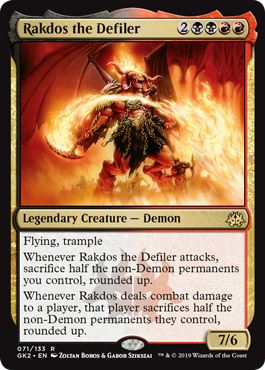 Rakdos the Defiler 2
Legendary Creature — Demon
Flying, trample
Whenever Rakdos the Defiler attacks,
sacrifice half the non-Demon permanents
you control, rounded up.
Whenever Rakdos deals combat damage
to a player, that player sacrifices half
the non-Demon permanents they control,
rounded up.
7/6
071/133 R
GK2 • EN ZOLTAN BOROS & GABOR SZIKSZAI ™ & © 2019 Wizards of the Coast